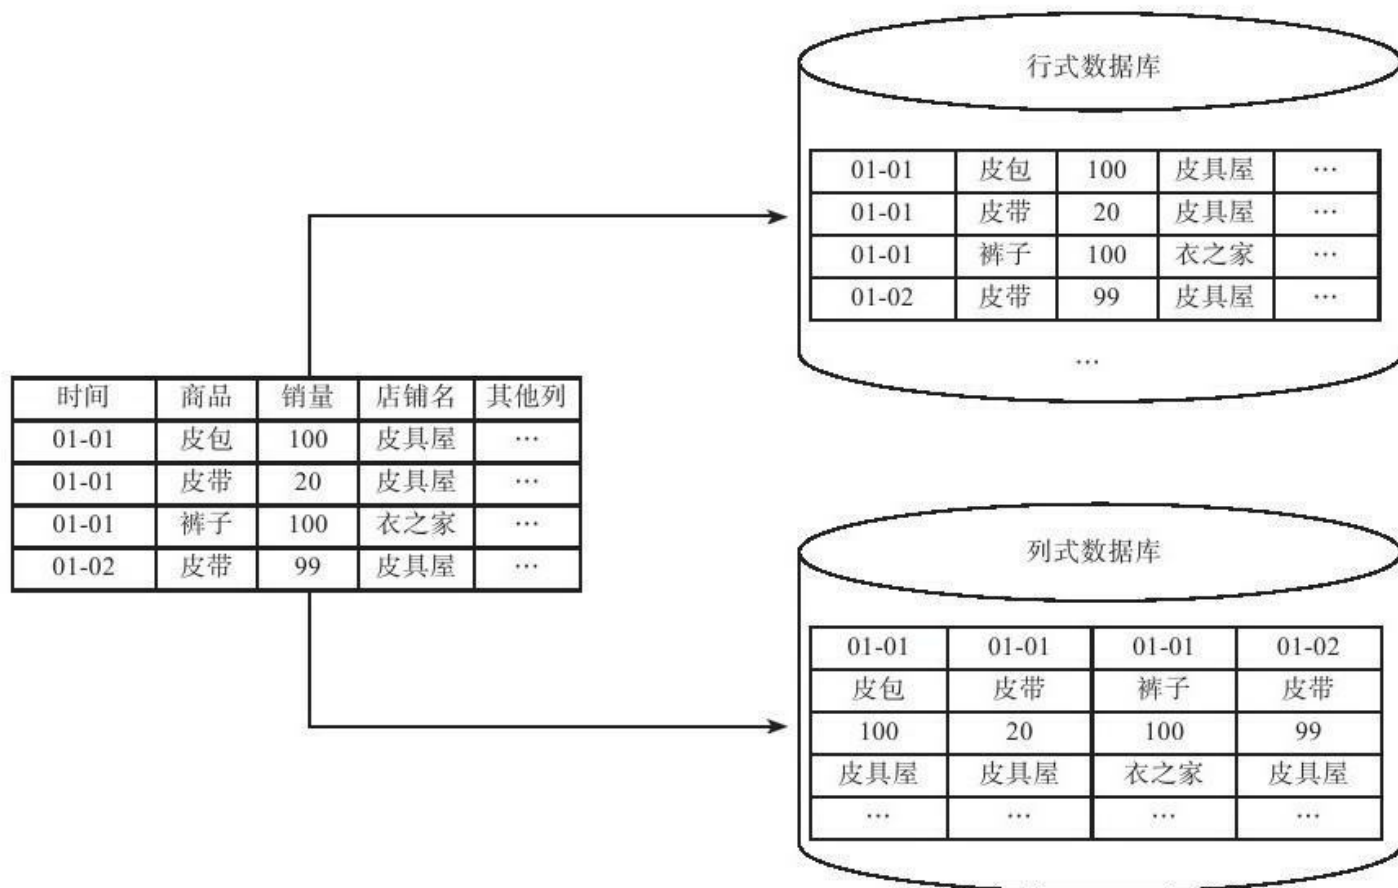 行式数据库
01-01 皮包 100 皮具屋 …
01-01 皮带 20 皮具屋 …
01-01 裤子 100 衣之家 …
01-02 皮带 99 皮具屋 …
…
时间 商品 销量 店铺名 其他列
01-01 皮包 100 皮具屋 …
01-01 皮带 20 皮具屋 …
01-01 裤子 100 衣之家 …
01-02 皮带 99 皮具屋 …
列式数据库
01-01 01-01 01-01 01-02
皮包 皮带 裤子 皮带
100 20 100 99
皮具屋 皮具屋 衣之家 皮具屋
… … … …